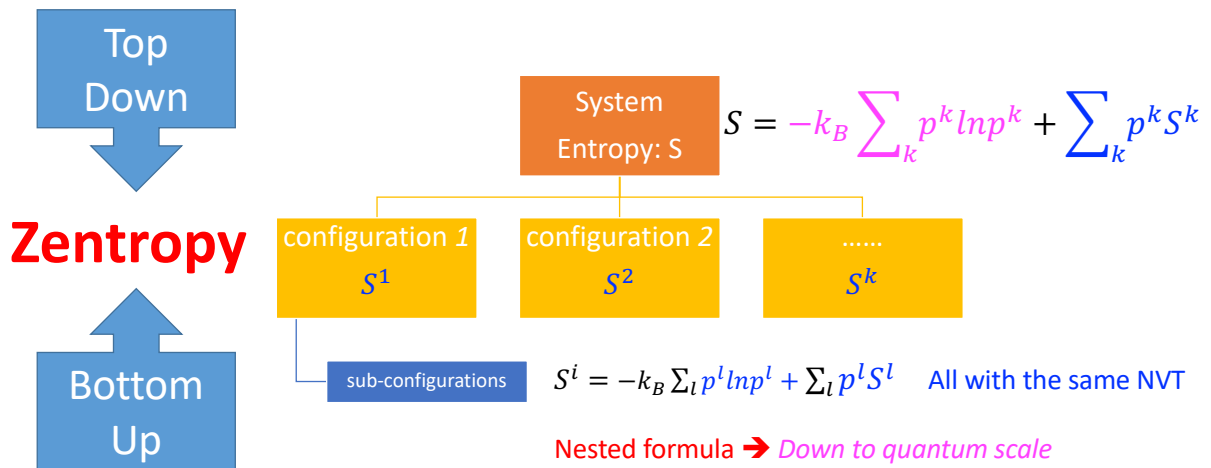 Top
Down
System
Entropy: S
S = −k_B ∑_k p^k lnp^k + ∑_k p^k S^k
Zentropy
configuration 1
S^1
configuration 2
S^2
……
S^k
Bottom
Up
sub-configurations
S^i = −k_B ∑_l p^l lnp^l + ∑_l p^l S^l
All with the same NVT
Nested formula ➔ Down to quantum scale